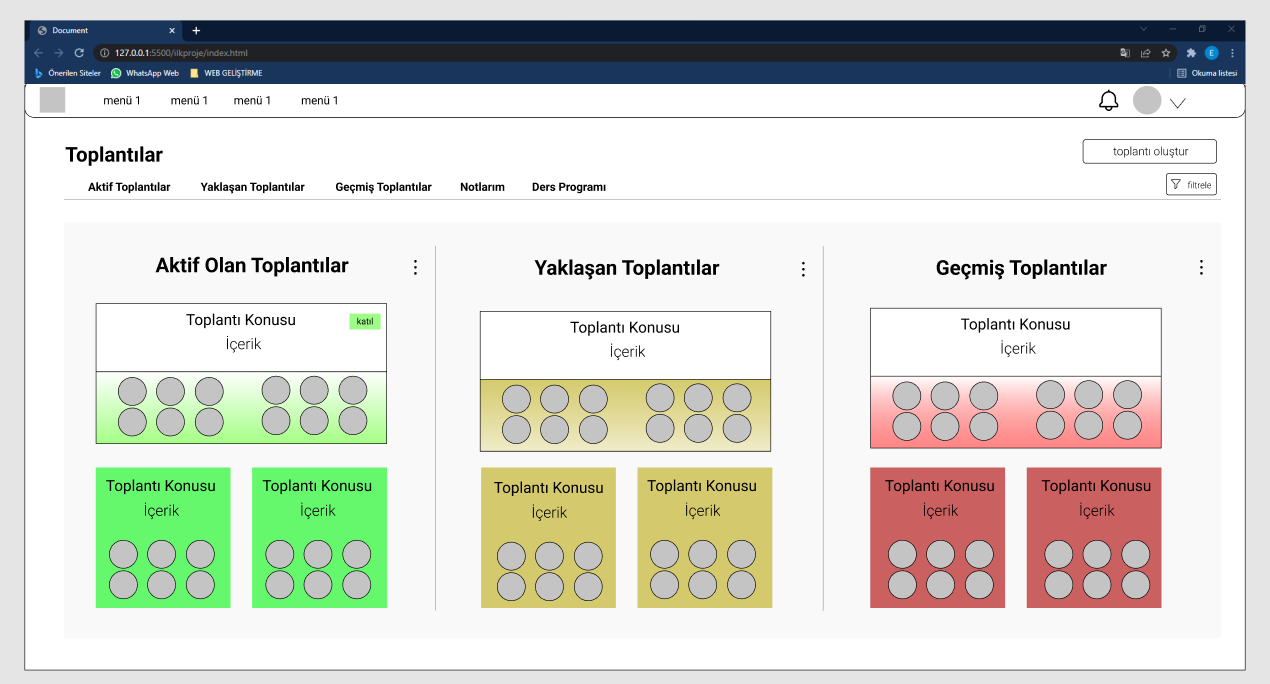 Document
127.0.0.1:5500/ilkproje/index.html
E
Önerilen Siteler WhatsApp Web WEB GELİŞTİRME Okuma listesi
menü 1 menü 1 menü 1 menü 1
Toplantılar
toplantı oluştur
Aktif Toplantılar Yaklaşan Toplantılar Geçmiş Toplantılar Notlarım Ders Programı
filtrele
Aktif Olan Toplantılar
Toplantı Konusu
katıl
İçerik
Toplantı Konusu
İçerik
Toplantı Konusu
İçerik
Yaklaşan Toplantılar
Toplantı Konusu
İçerik
Toplantı Konusu
İçerik
Toplantı Konusu
İçerik
Geçmiş Toplantılar
Toplantı Konusu
İçerik
Toplantı Konusu
İçerik
Toplantı Konusu
İçerik